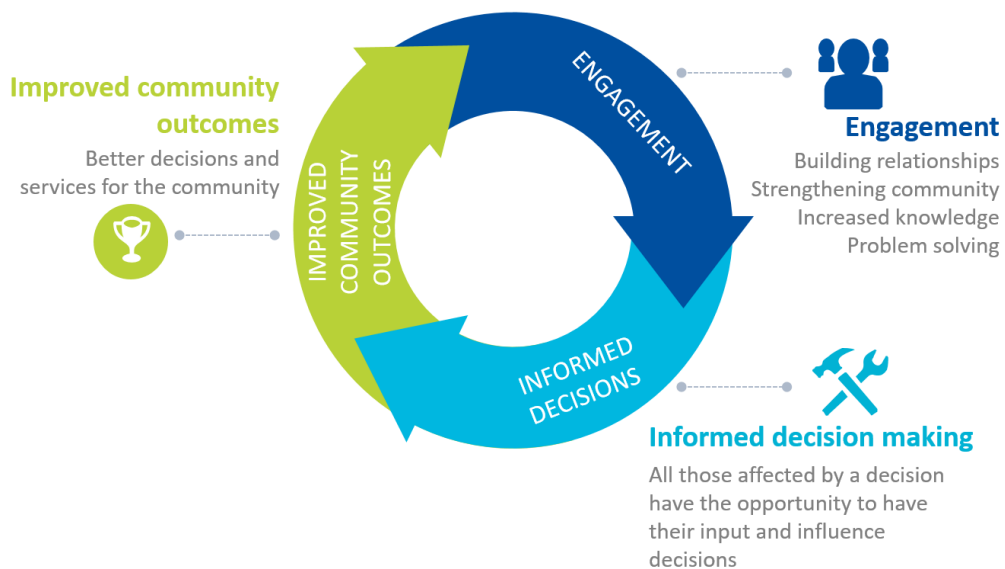 Improved community
outcomes
Better decisions and
services for the community
IMPROVED
COMMUNITY
OUTCOMES
ENGAGEMENT
Engagement
Building relationships
Strengthening community
Increased knowledge
Problem solving
INFORMED
DECISIONS
Informed decision making
All those affected by a decision
have the opportunity to have
their input and influence
decisions